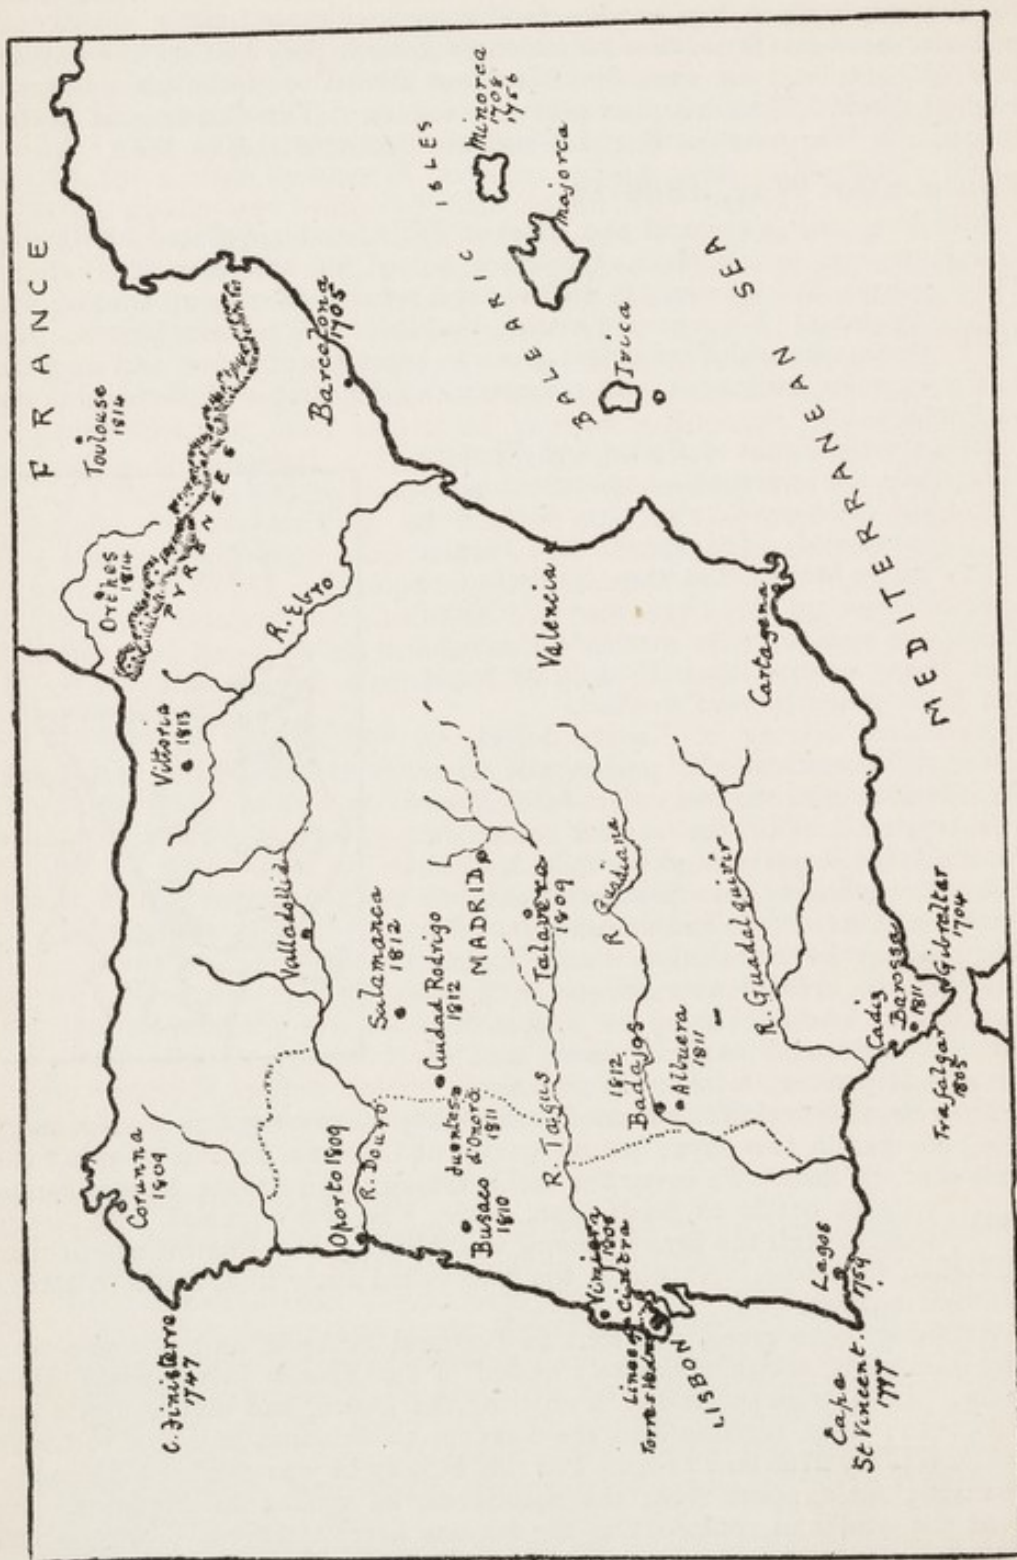 FRANCE
Toulouse
1814
Orthes
1814
PYRENEES
Corunna
1809
C. Finisterre
1747
Vittoria
1813
R. Ebro
Barcelona
1705
BALEARIC ISLES
Minorca
1708
1756
Majorca
Ivica
Valladolid
Oporto 1809
R. Douro
Salamanca
1812
Ciudad Rodrigo
1812
Fuentes
d'Onoro
1811
Busaco
1810
MADRID
Talavera
1809
R. Tagus
Valencia
Vimiera
1808
Cintra
Lines of
Torres Vedras
LISBON
R Guadiana
1812
Badajos
Albuera
1811
R. Guadalquivir
Cartagena
MEDITERRANEAN SEA
Lagos
1759
Cape
St Vincent
1797
Cadiz
Barossa
1811
Trafalgar
1805
Gibraltar
1704